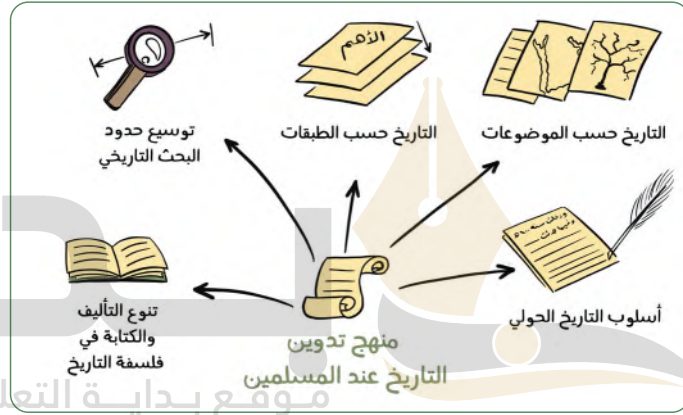 الأهم
التاريخ حسب الموضوعات
التاريخ حسب الطبقات
توسيع حدود
البحث التاريخي
أسلوب التاريخ الحولي
تنوع التأليف
والكتابة في
فلسفة التاريخ
منهج تدوين
التاريخ عند المسلمين
موقع بداية التعل